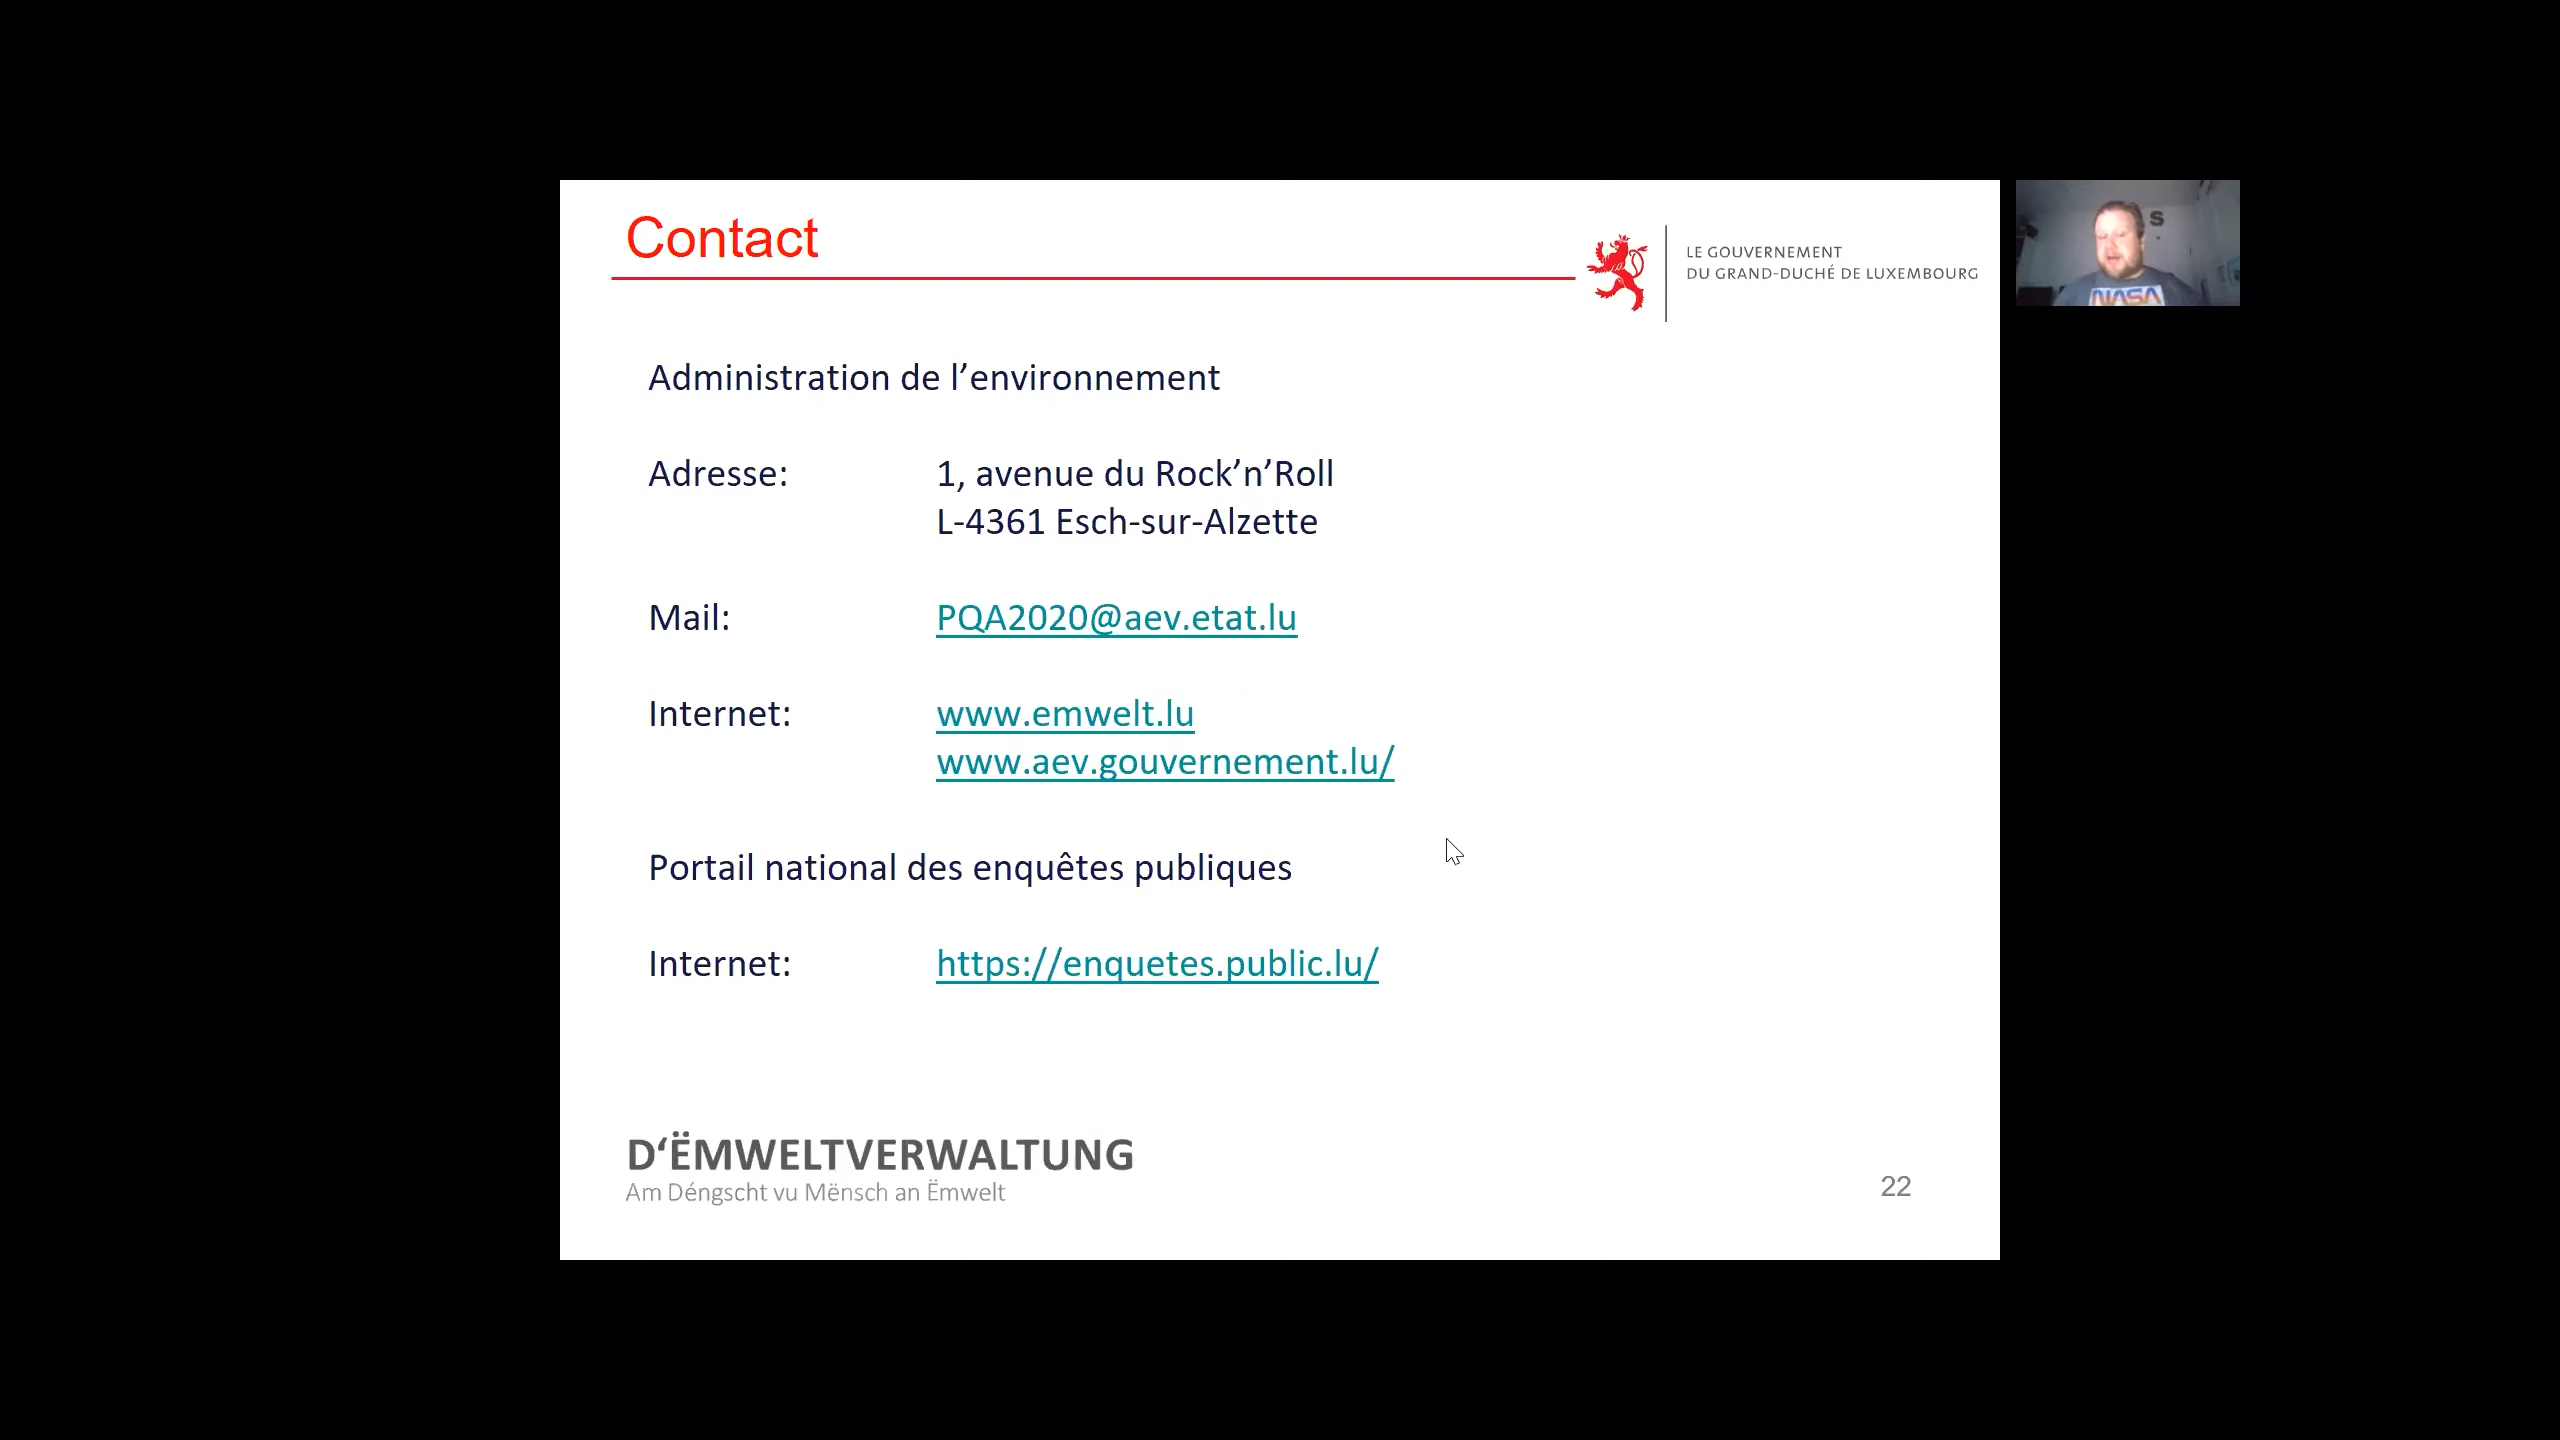 Contact
LE GOUVERNEMENT
DU GRAND-DUCHÉ DE LUXEMBOURG
S
NASA
Administration de l’environnement
Adresse: 1, avenue du Rock’n’Roll
L-4361 Esch-sur-Alzette
Mail: PQA2020@aev.etat.lu
Internet: www.emwelt.lu
www.aev.gouvernement.lu/
Portail national des enquêtes publiques
Internet: https://enquetes.public.lu/
D‘ËMWELTVERWALTUNG
Am Déngscht vu Mënsch an Ëmwelt
22